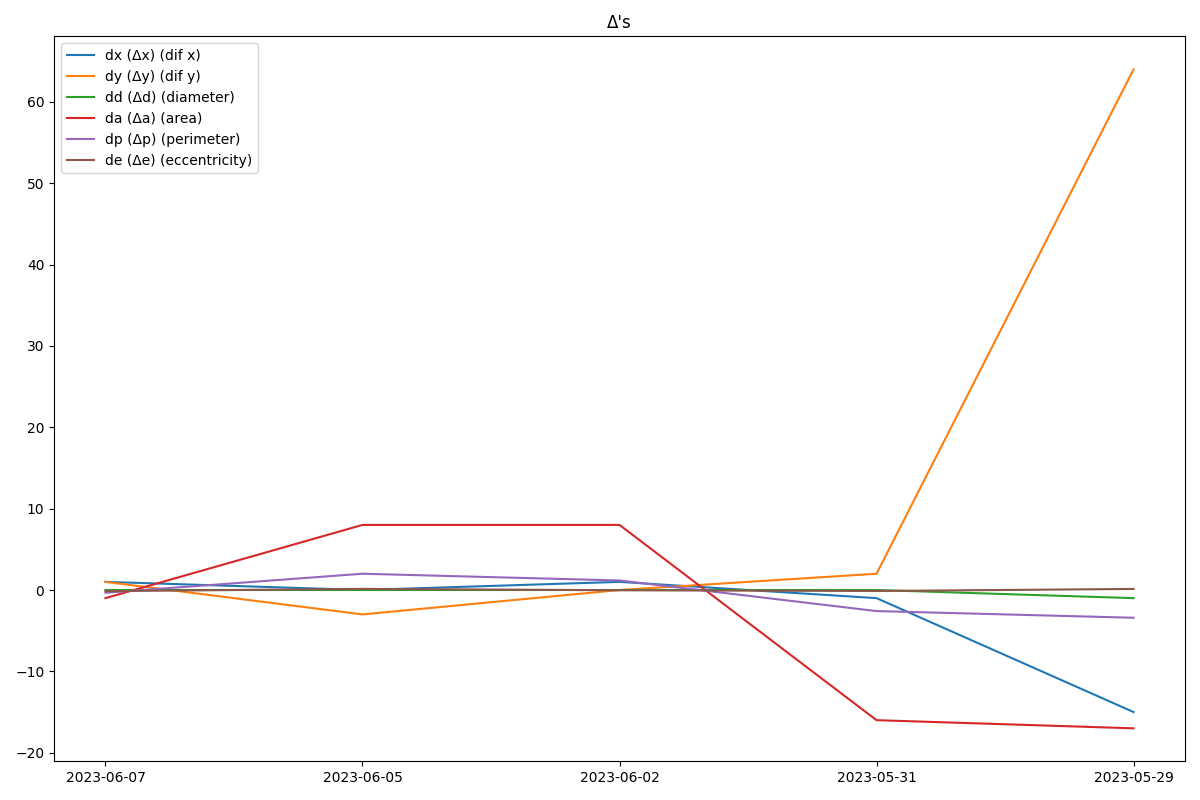 Δ's
dx (Δx) (dif x)
dy (Δy) (dif y)
dd (Δd) (diameter)
da (Δa) (area)
dp (Δp) (perimeter)
de (Δe) (eccentricity)
60
50
40
30
20
10
0
−10
−20
2023-06-07 2023-06-05 2023-06-02 2023-05-31 2023-05-29